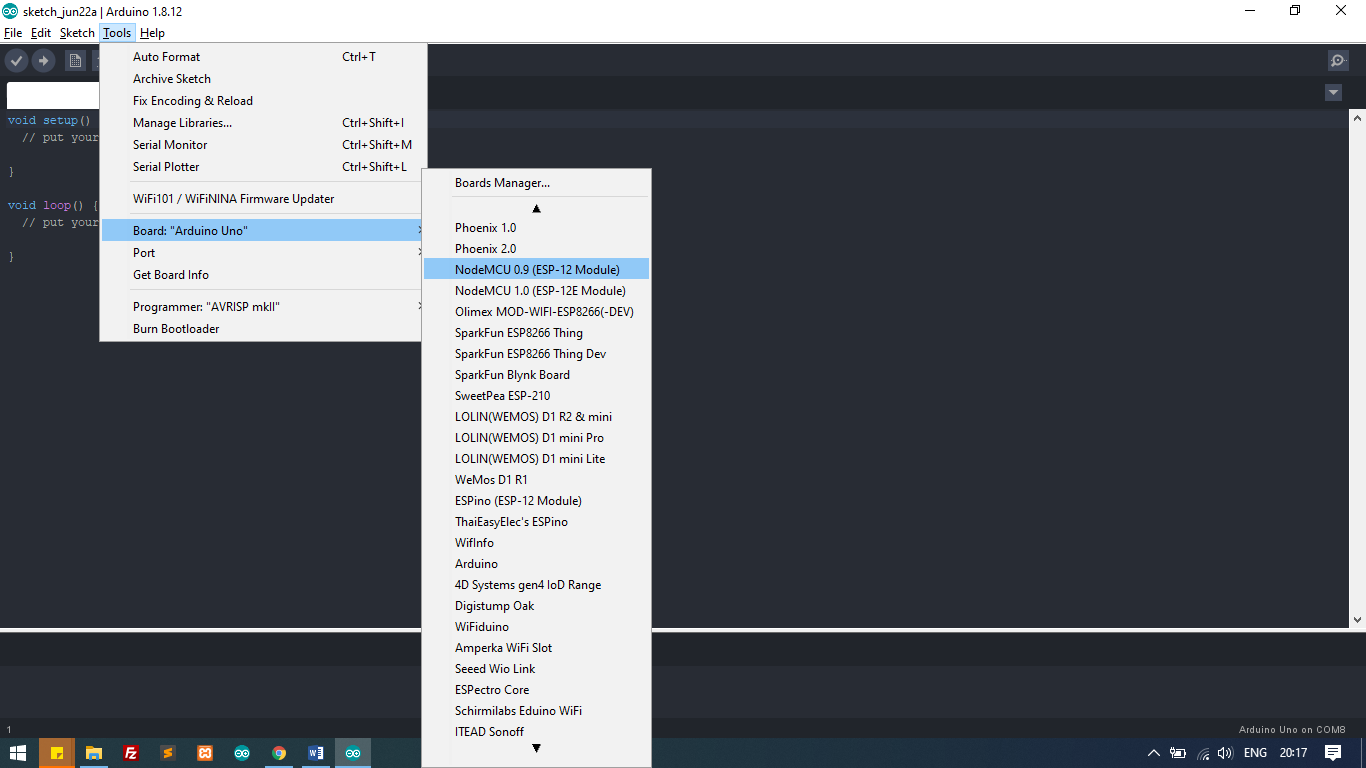 sketch_jun22a | Arduino 1.8.12
File Edit Sketch Tools Help
Auto Format Ctrl+T
Archive Sketch
Fix Encoding & Reload
Manage Libraries... Ctrl+Shift+I
Serial Monitor Ctrl+Shift+M
Serial Plotter Ctrl+Shift+L
WiFi101 / WiFiNINA Firmware Updater
Board: "Arduino Uno"
Port
Get Board Info
Programmer: "AVRISP mkII"
Burn Bootloader
void setup()
// put your
}
void loop() {
// put your
}
Boards Manager...
Phoenix 1.0
Phoenix 2.0
NodeMCU 0.9 (ESP-12 Module)
NodeMCU 1.0 (ESP-12E Module)
Olimex MOD-WIFI-ESP8266(-DEV)
SparkFun ESP8266 Thing
SparkFun ESP8266 Thing Dev
SparkFun Blynk Board
SweetPea ESP-210
LOLIN(WEMOS) D1 R2 & mini
LOLIN(WEMOS) D1 mini Pro
LOLIN(WEMOS) D1 mini Lite
WeMos D1 R1
ESPino (ESP-12 Module)
ThaiEasyElec's ESPino
WifInfo
Arduino
4D Systems gen4 IoD Range
Digistump Oak
WiFiduino
Amperka WiFi Slot
Seeed Wio Link
ESPectro Core
Schirmilabs Eduino WiFi
ITEAD Sonoff
1
Arduino Uno on COM8
ENG 20:17